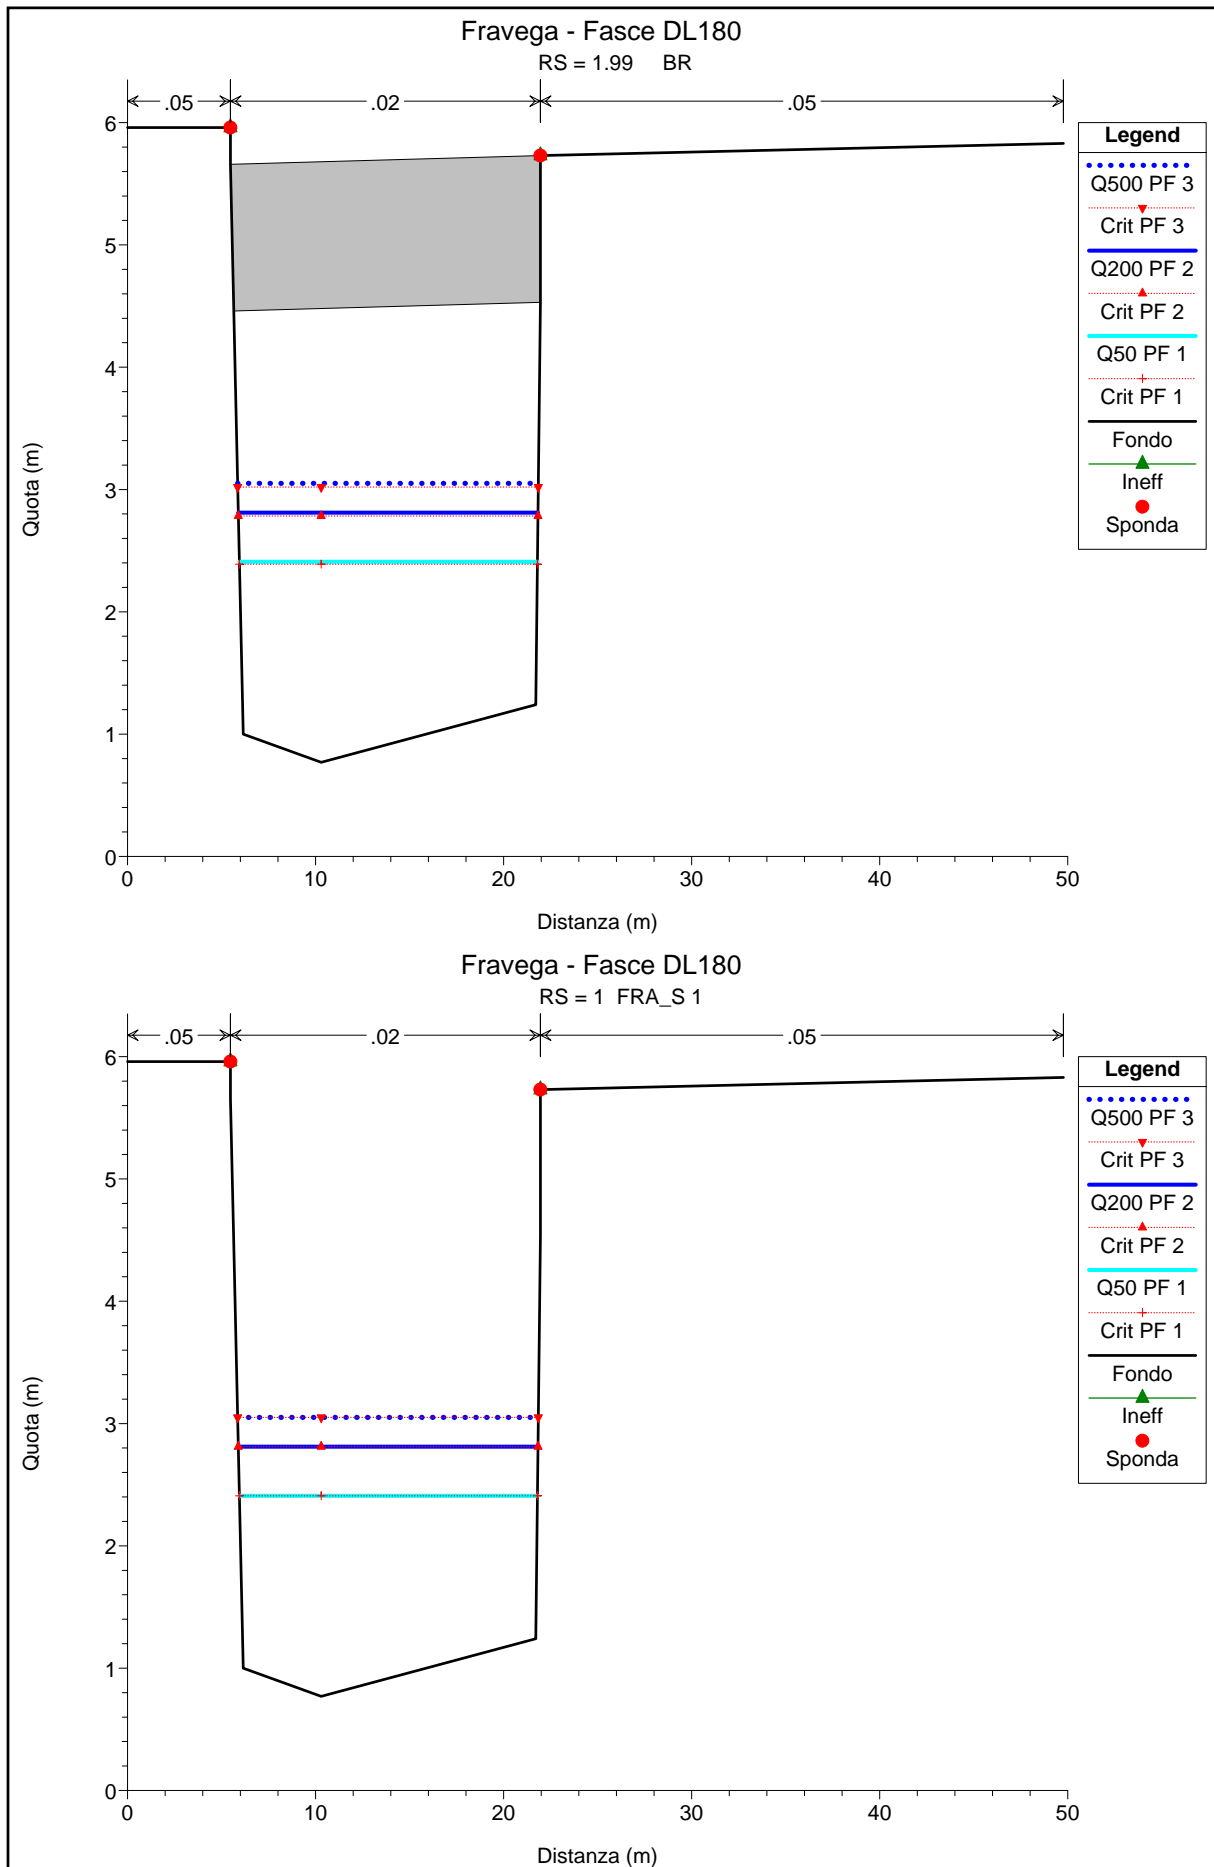 Fravega - Fasce DL180
RS = 1.99 BR
.05 .02 .05
6
5
4
3
2
1
0
Quota (m)
0 10 20 30 40 50
Distanza (m)
Legend
Q500 PF 3
Crit PF 3
Q200 PF 2
Crit PF 2
Q50 PF 1
Crit PF 1
Fondo
Ineff
Sponda
Fravega - Fasce DL180
RS = 1 FRA_S 1
.05 .02 .05
6
5
4
3
2
1
0
Quota (m)
0 10 20 30 40 50
Distanza (m)
Legend
Q500 PF 3
Crit PF 3
Q200 PF 2
Crit PF 2
Q50 PF 1
Crit PF 1
Fondo
Ineff
Sponda